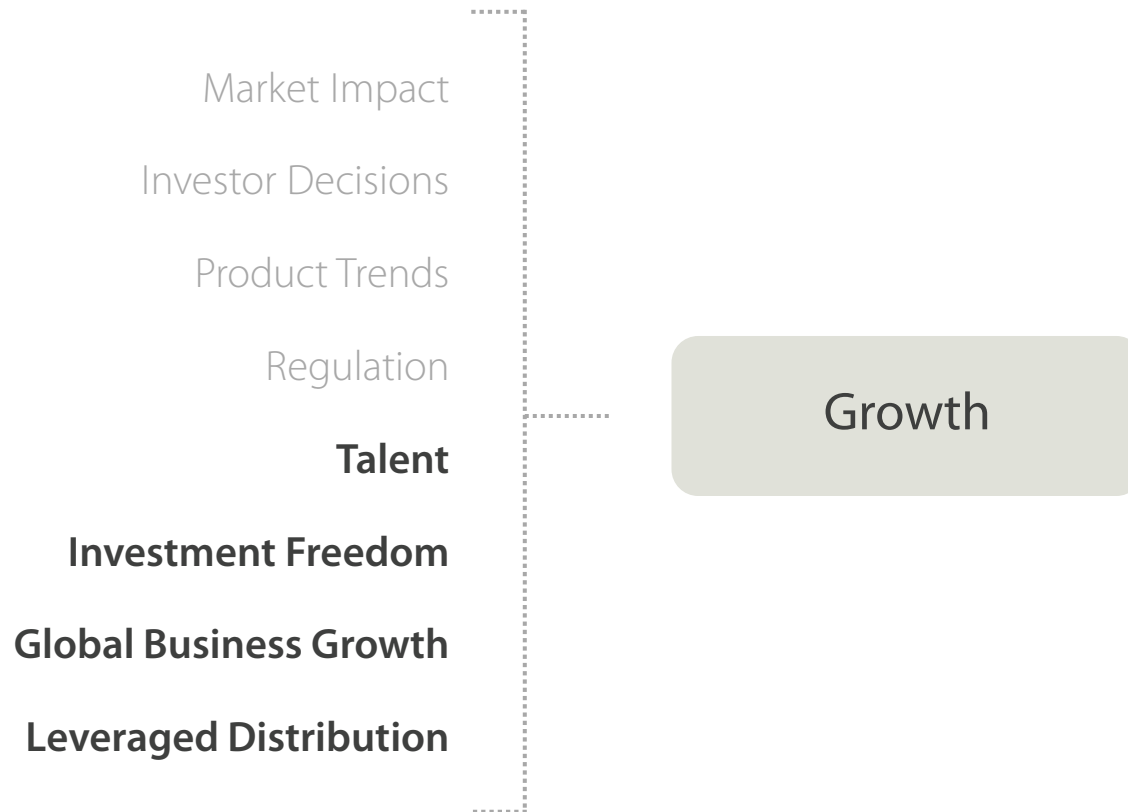 Market Impact
Investor Decisions
Product Trends
Regulation
Talent
Investment Freedom
Global Business Growth
Leveraged Distribution
Growth